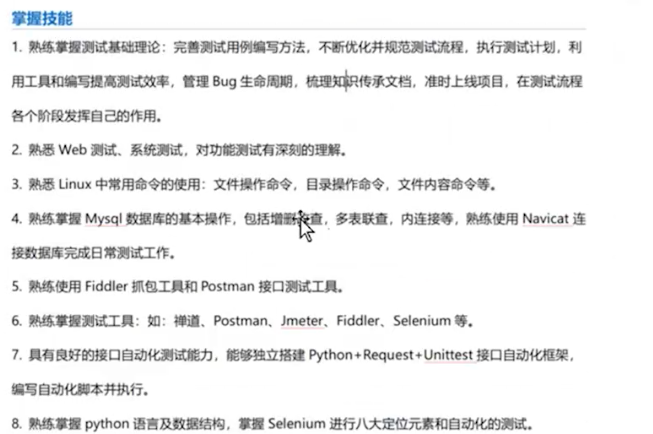 掌握技能
1. 熟练掌握测试基础理论：完善测试用例编写方法，不断优化并规范测试流程，执行测试计划，利
用工具和编写提高测试效率，管理 Bug 生命周期，梳理知识传承文档，准时上线项目，在测试流程
各个阶段发挥自己的作用。
2. 熟悉 Web 测试、系统测试，对功能测试有深刻的理解。
3. 熟悉 Linux 中常用命令的使用：文件操作命令，目录操作命令，文件内容命令等。
4. 熟练掌握 Mysql 数据库的基本操作，包括增删改查，多表联查，内连接等，熟练使用 Navicat 连
接数据库完成日常测试工作。
5. 熟练使用 Fiddler 抓包工具和 Postman 接口测试工具。
6. 熟练掌握测试工具：如：禅道、Postman、Jmeter、Fiddler、Selenium 等。
7. 具有良好的接口自动化测试能力，能够独立搭建 Python+Request+Unittest 接口自动化框架，
编写自动化脚本并执行。
8. 熟练掌握 python 语言及数据结构，掌握 Selenium 进行八大定位元素和自动化的测试。